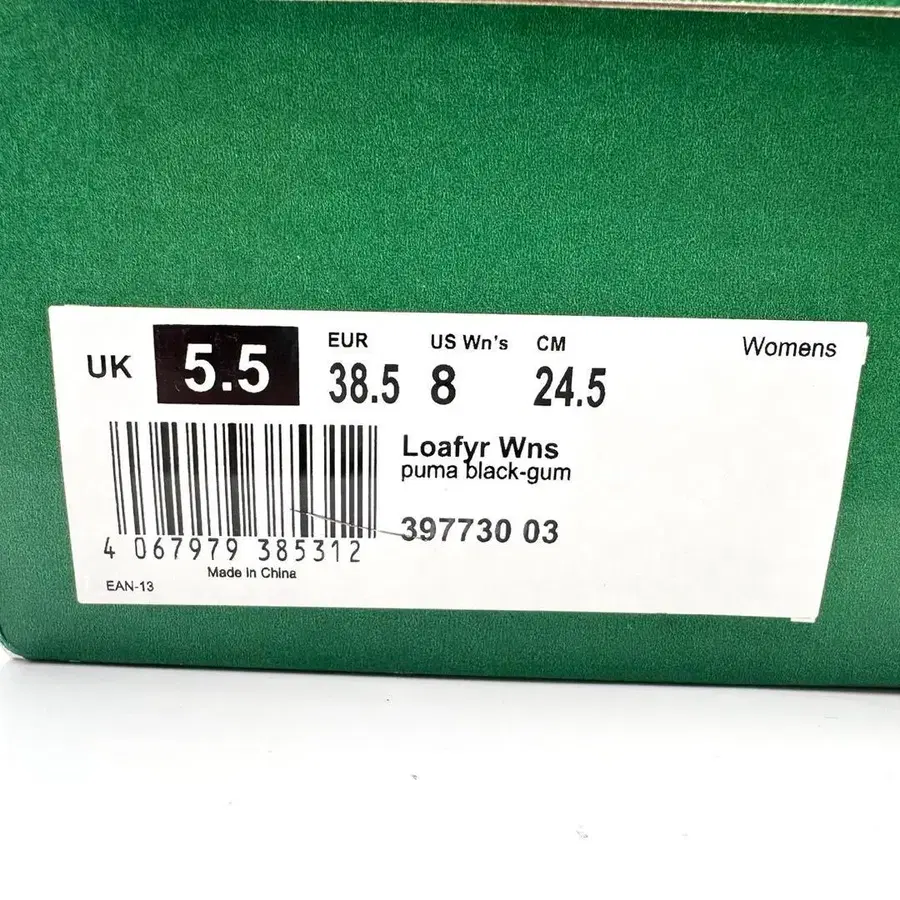 UK 5.5 EUR 38.5 US Wn's 8 CM 24.5 Womens
Loafyr Wns
puma black-gum
397730 03
4 067979 385312
Made in China
EAN-13